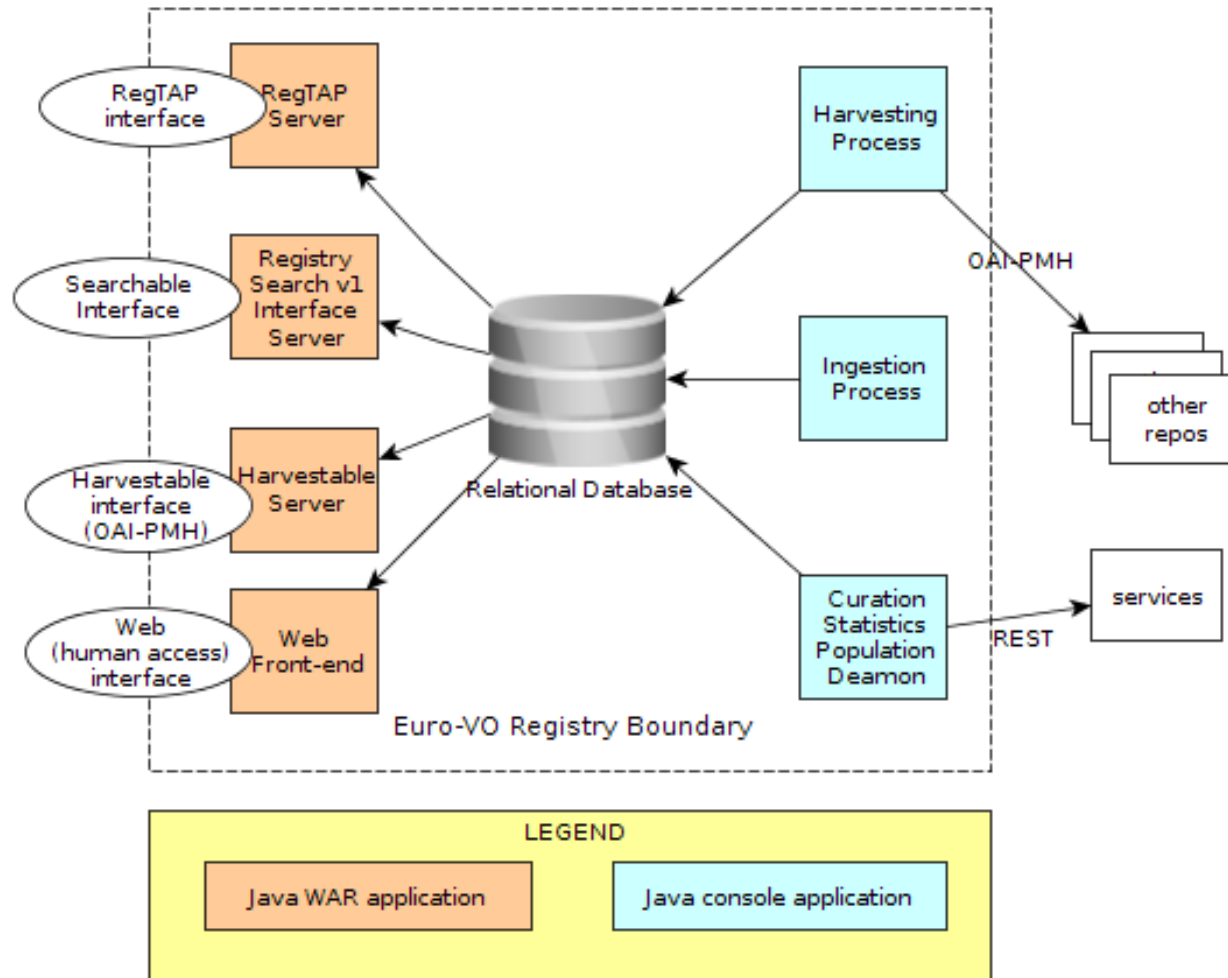 RegTAP
interface
RegTAP
Server
Harvesting
Process
OAI-PMH
Searchable
Interface
Registry
Search v1
Interface
Server
Ingestion
Process
other
repos
Relational Database
Harvestable
interface
(OAI-PMH)
Harvestable
Server
Web
(human access)
interface
Web
Front-end
Curation
Statistics
Population
Deamon
REST
services
Euro-VO Registry Boundary
LEGEND
Java WAR application
Java console application